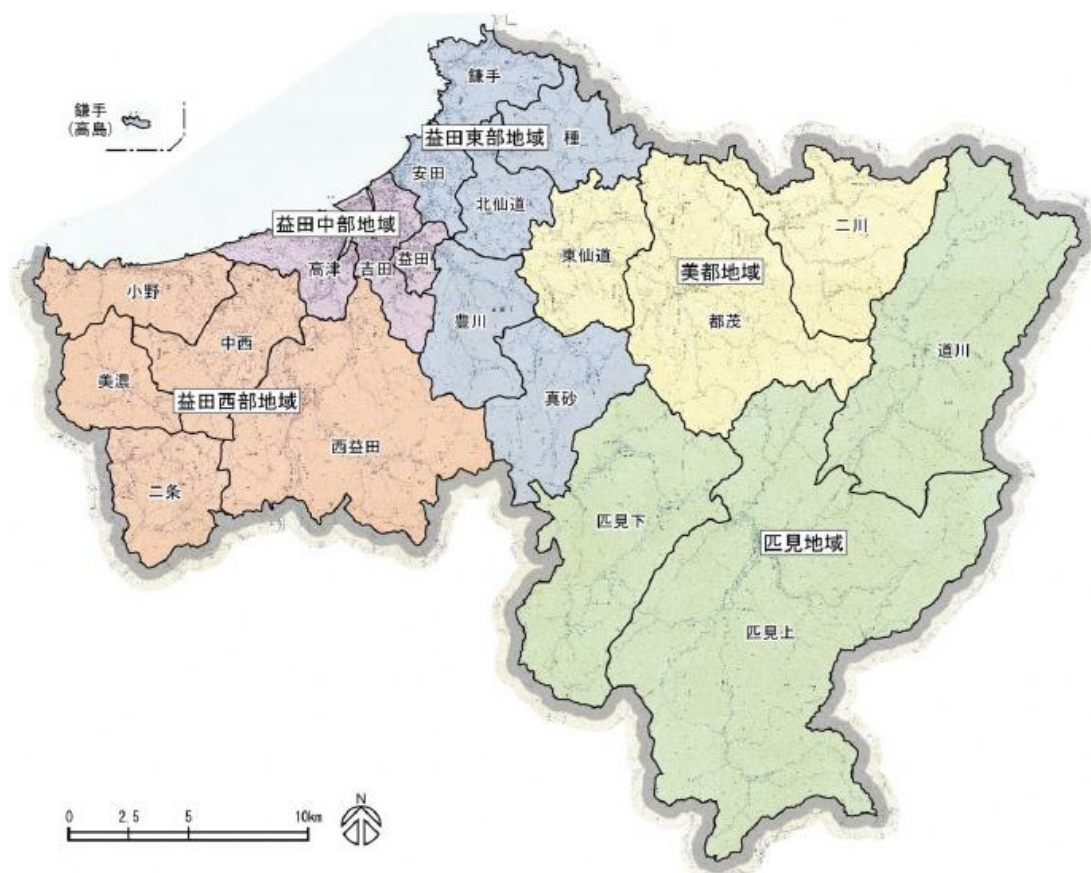 鎌手
鎌手
(高島)
益田東部地域
種
安田
北仙道
二川
益田中部地域
益田
東仙道
高津
吉田
美都地域
小野
豊川
都茂
中西
道川
美濃
益田西部地域
真砂
西益田
二条
匹見下
匹見地域
匹見上
0 2.5 5 10km
N